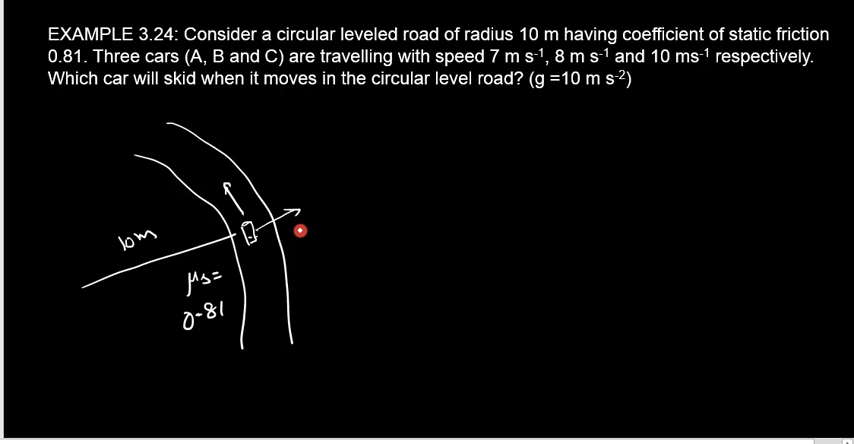 EXAMPLE 3.24: Consider a circular leveled road of radius 10 m having coefficient of static friction
0.81. Three cars (A, B and C) are travelling with speed 7 m s-1, 8 m s-1 and 10 ms-1 respectively.
Which car will skid when it moves in the circular level road? (g =10 m s-2)
10m
μs=
0.81